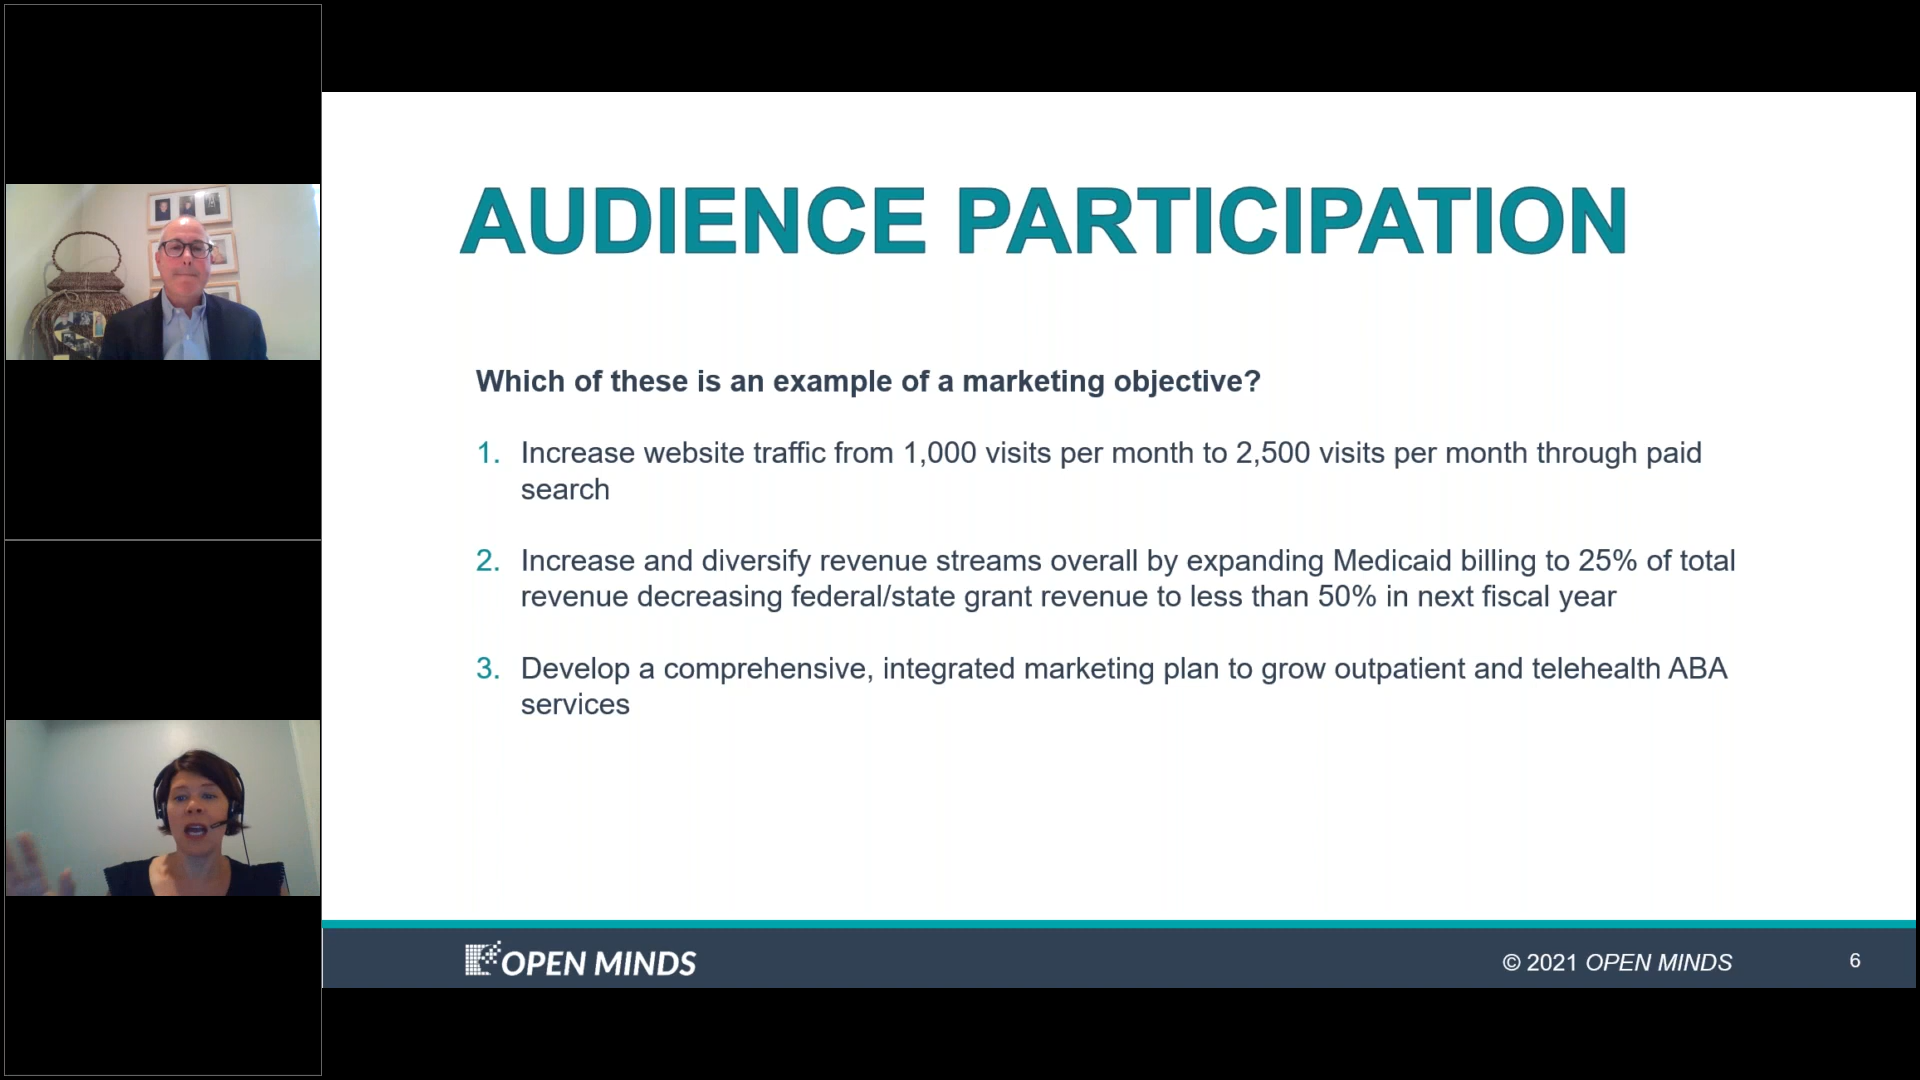 AUDIENCE PARTICIPATION
Which of these is an example of a marketing objective?
1. Increase website traffic from 1,000 visits per month to 2,500 visits per month through paid
search
2. Increase and diversify revenue streams overall by expanding Medicaid billing to 25% of total
revenue decreasing federal/state grant revenue to less than 50% in next fiscal year
3. Develop a comprehensive, integrated marketing plan to grow outpatient and telehealth ABA
services
OPEN MINDS
© 2021 OPEN MINDS
6